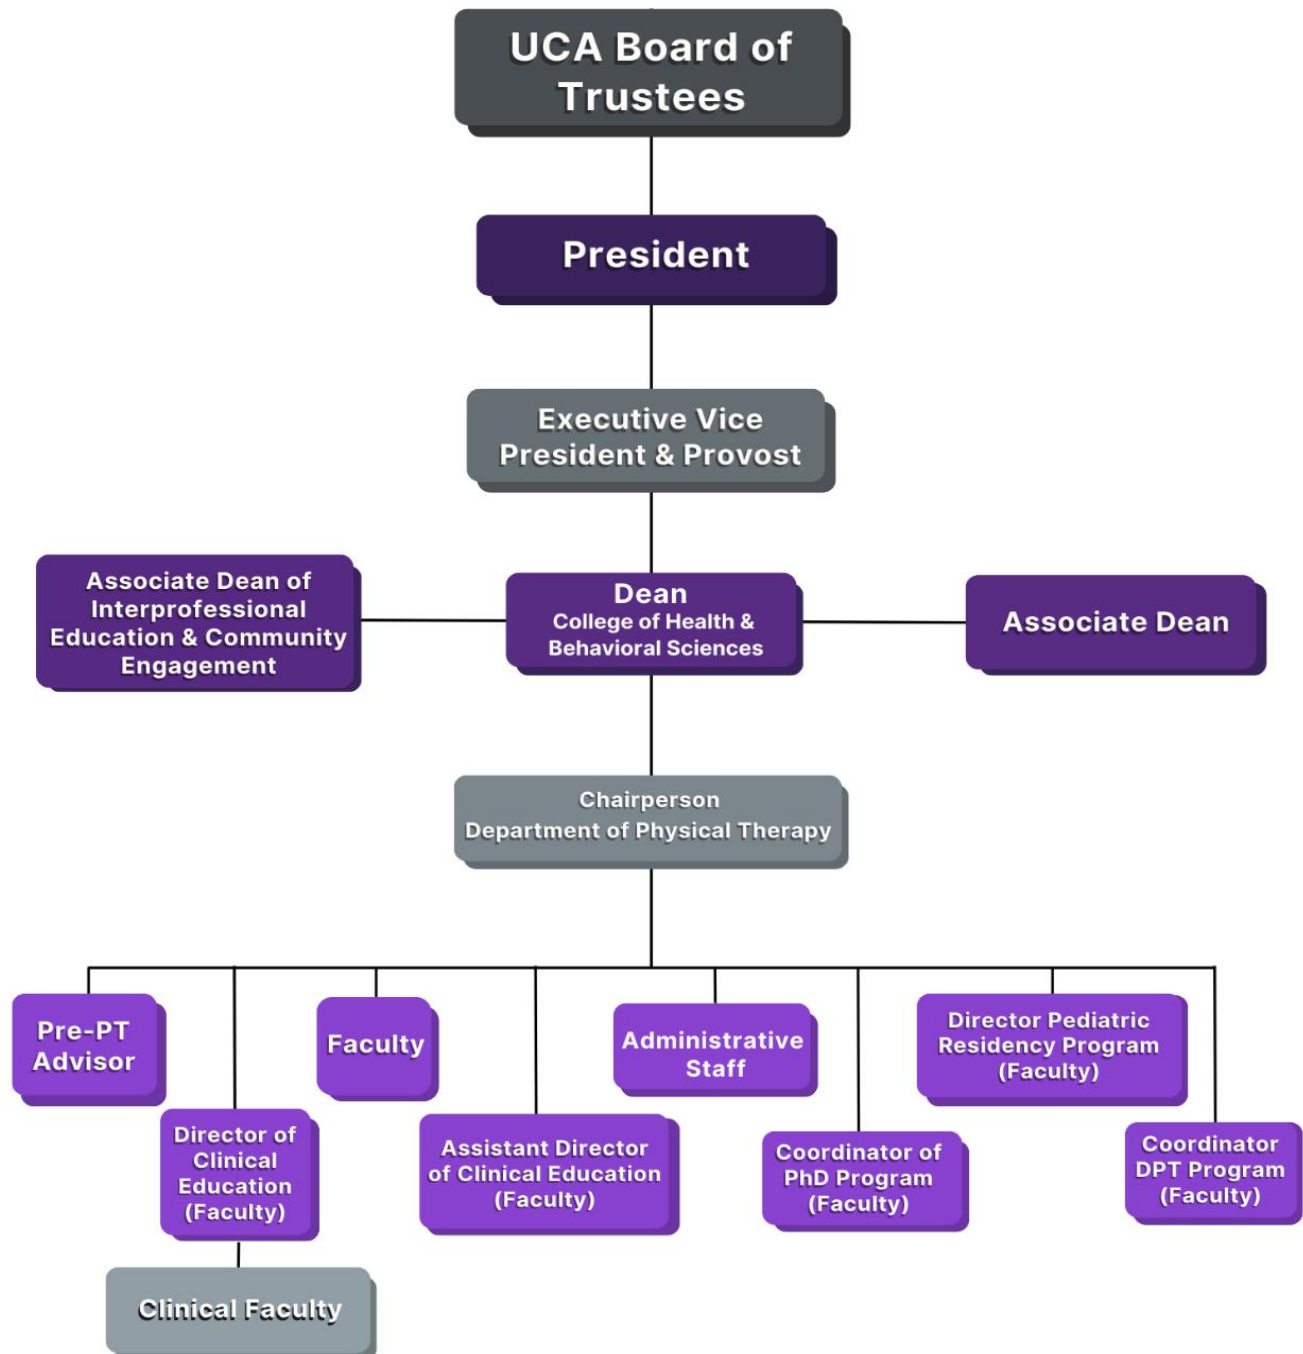 UCA Board of
Trustees
President
Executive Vice
President & Provost
Associate Dean of
Interprofessional
Education & Community
Engagement
Dean
College of Health &
Behavioral Sciences
Associate Dean
Chairperson
Department of Physical Therapy
Pre-PT
Advisor
Director of
Clinical
Education
(Faculty)
Faculty
Assistant Director
of Clinical Education
(Faculty)
Administrative
Staff
Coordinator of
PhD Program
(Faculty)
Director Pediatric
Residency Program
(Faculty)
Coordinator
DPT Program
(Faculty)
Clinical Faculty